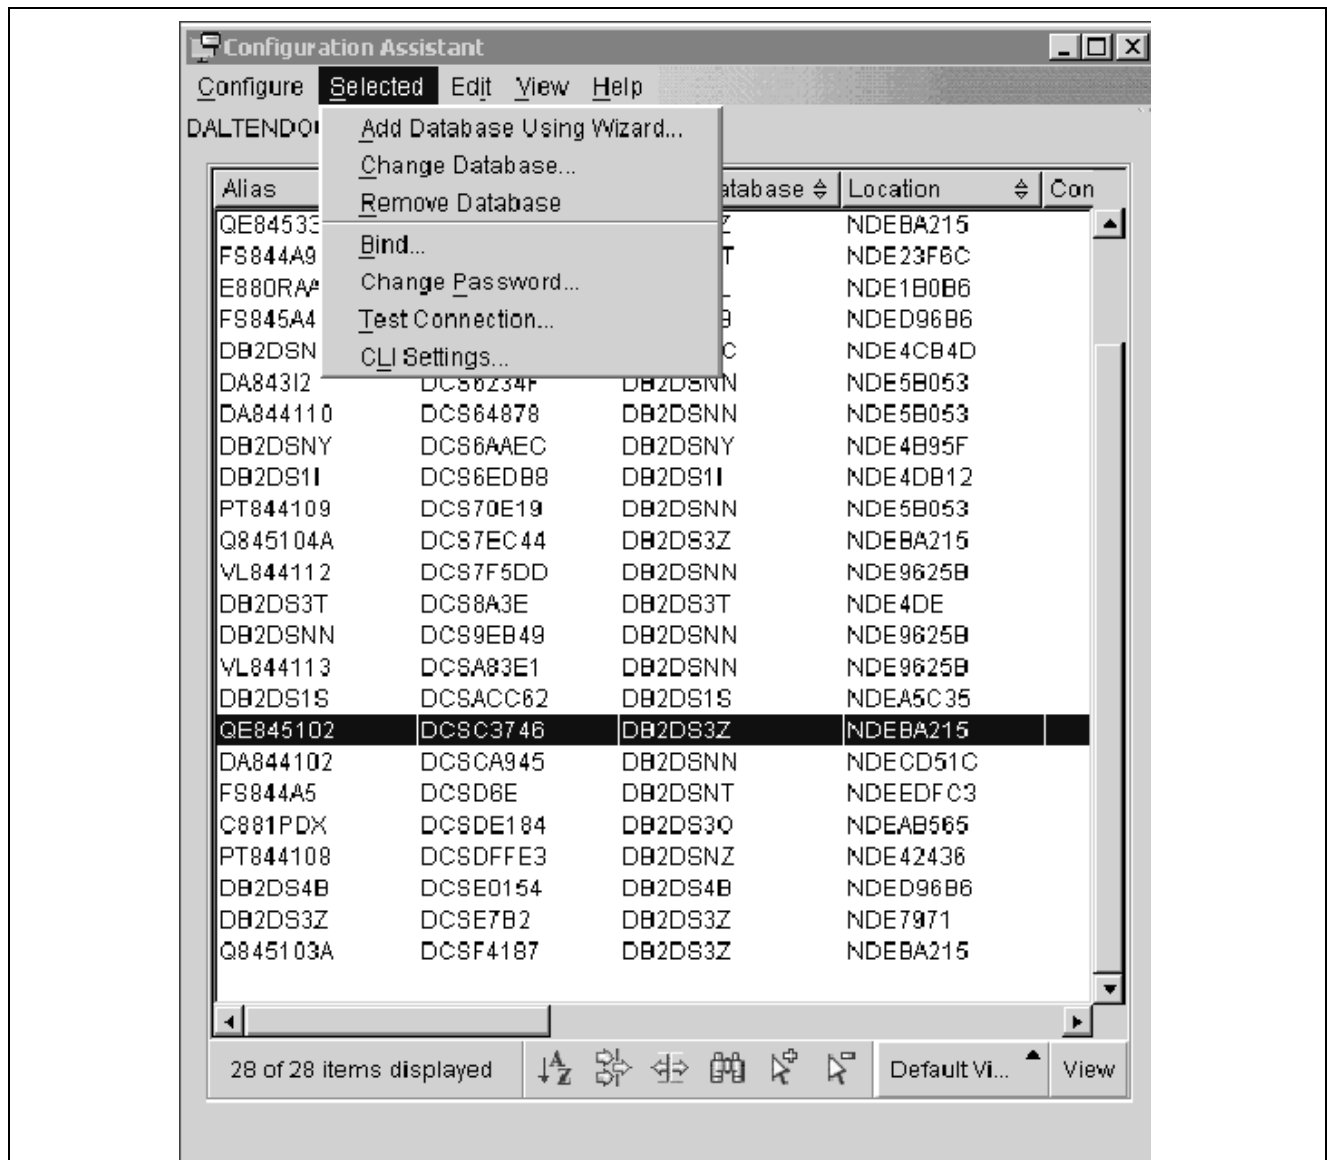 Configuration Assistant
Configure Selected Edit View Help
DALTENDO
Add Database Using Wizard...
Change Database...
Remove Database
Bind...
Change Password...
Test Connection...
CLI Settings...
Alias atabase Location Con
QE84533 Z NDEBA215
FS844A9 T NDE23F6C
E880RAA L NDE1B0B6
FS845A4 B NDED96B6
DB2DSN C NDE4CB4D
DA843I2 DCS6234F DB2DSNN NDE5B053
DA844110 DCS64878 DB2DSNN NDE5B053
DB2DSNY DCS6AAEC DB2DSNY NDE4B95F
DB2DS1I DCS6EDB8 DB2DS1I NDE4DB12
PT844109 DCS70E19 DB2DSNN NDE5B053
Q845104A DCS7EC44 DB2DS3Z NDEBA215
VL844112 DCS7F5DD DB2DSNN NDE9625B
DB2DS3T DCS8A3E DB2DS3T NDE4DE
DB2DSNN DCS9EB49 DB2DSNN NDE9625B
VL844113 DCSA83E1 DB2DSNN NDE9625B
DB2DS1S DCSACC62 DB2DS1S NDEA5C35
QE845102 DCSC3746 DB2DS3Z NDEBA215
DA844102 DCSCA945 DB2DSNN NDECD51C
FS844A5 DCSD6E DB2DSNT NDEEDFC3
C881PDX DCSDE184 DB2DS3O NDEAB565
PT844108 DCSDFFE3 DB2DSNZ NDE42436
DB2DS4B DCSE0154 DB2DS4B NDED96B6
DB2DS3Z DCSE7B2 DB2DS3Z NDE7971
Q845103A DCSF4187 DB2DS3Z NDEBA215
28 of 28 items displayed Default Vi... View